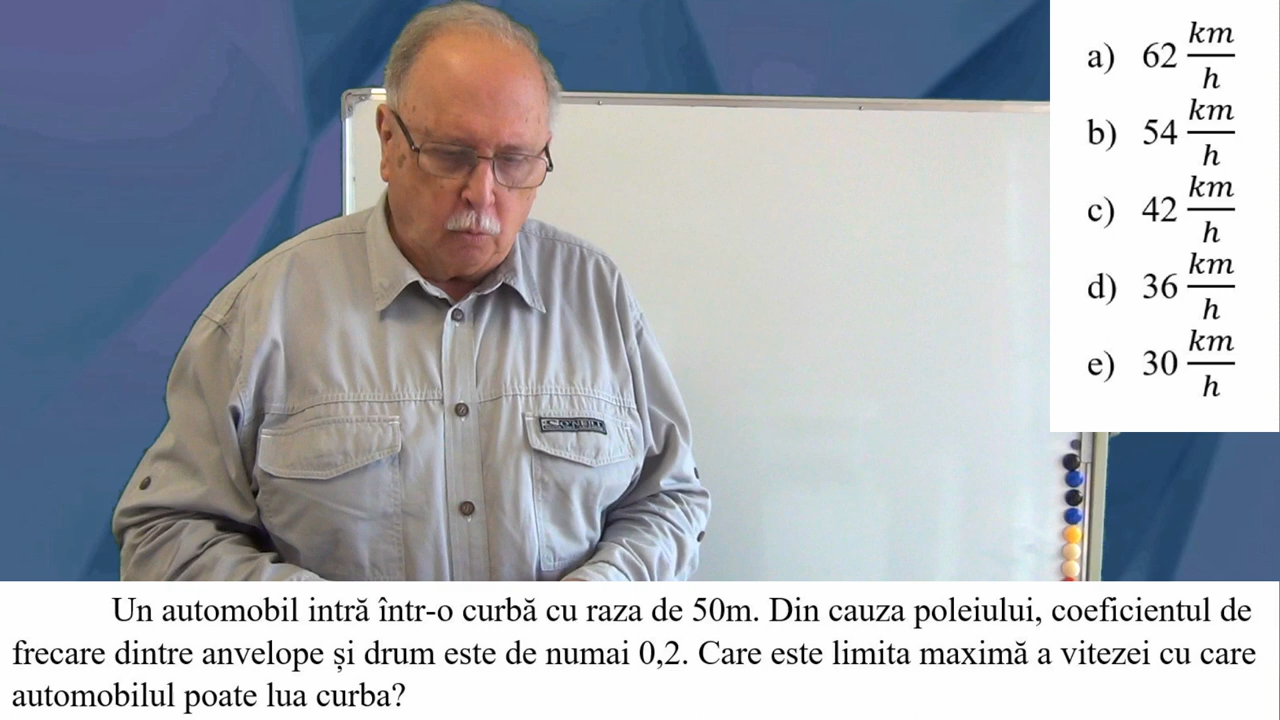 a) 62 km/h
b) 54 km/h
c) 42 km/h
d) 36 km/h
e) 30 km/h
O'NEILL
Un automobil intră într-o curbă cu raza de 50m. Din cauza poleiului, coeficientul de
frecare dintre anvelope și drum este de numai 0,2. Care este limita maximă a vitezei cu care
automobilul poate lua curba?